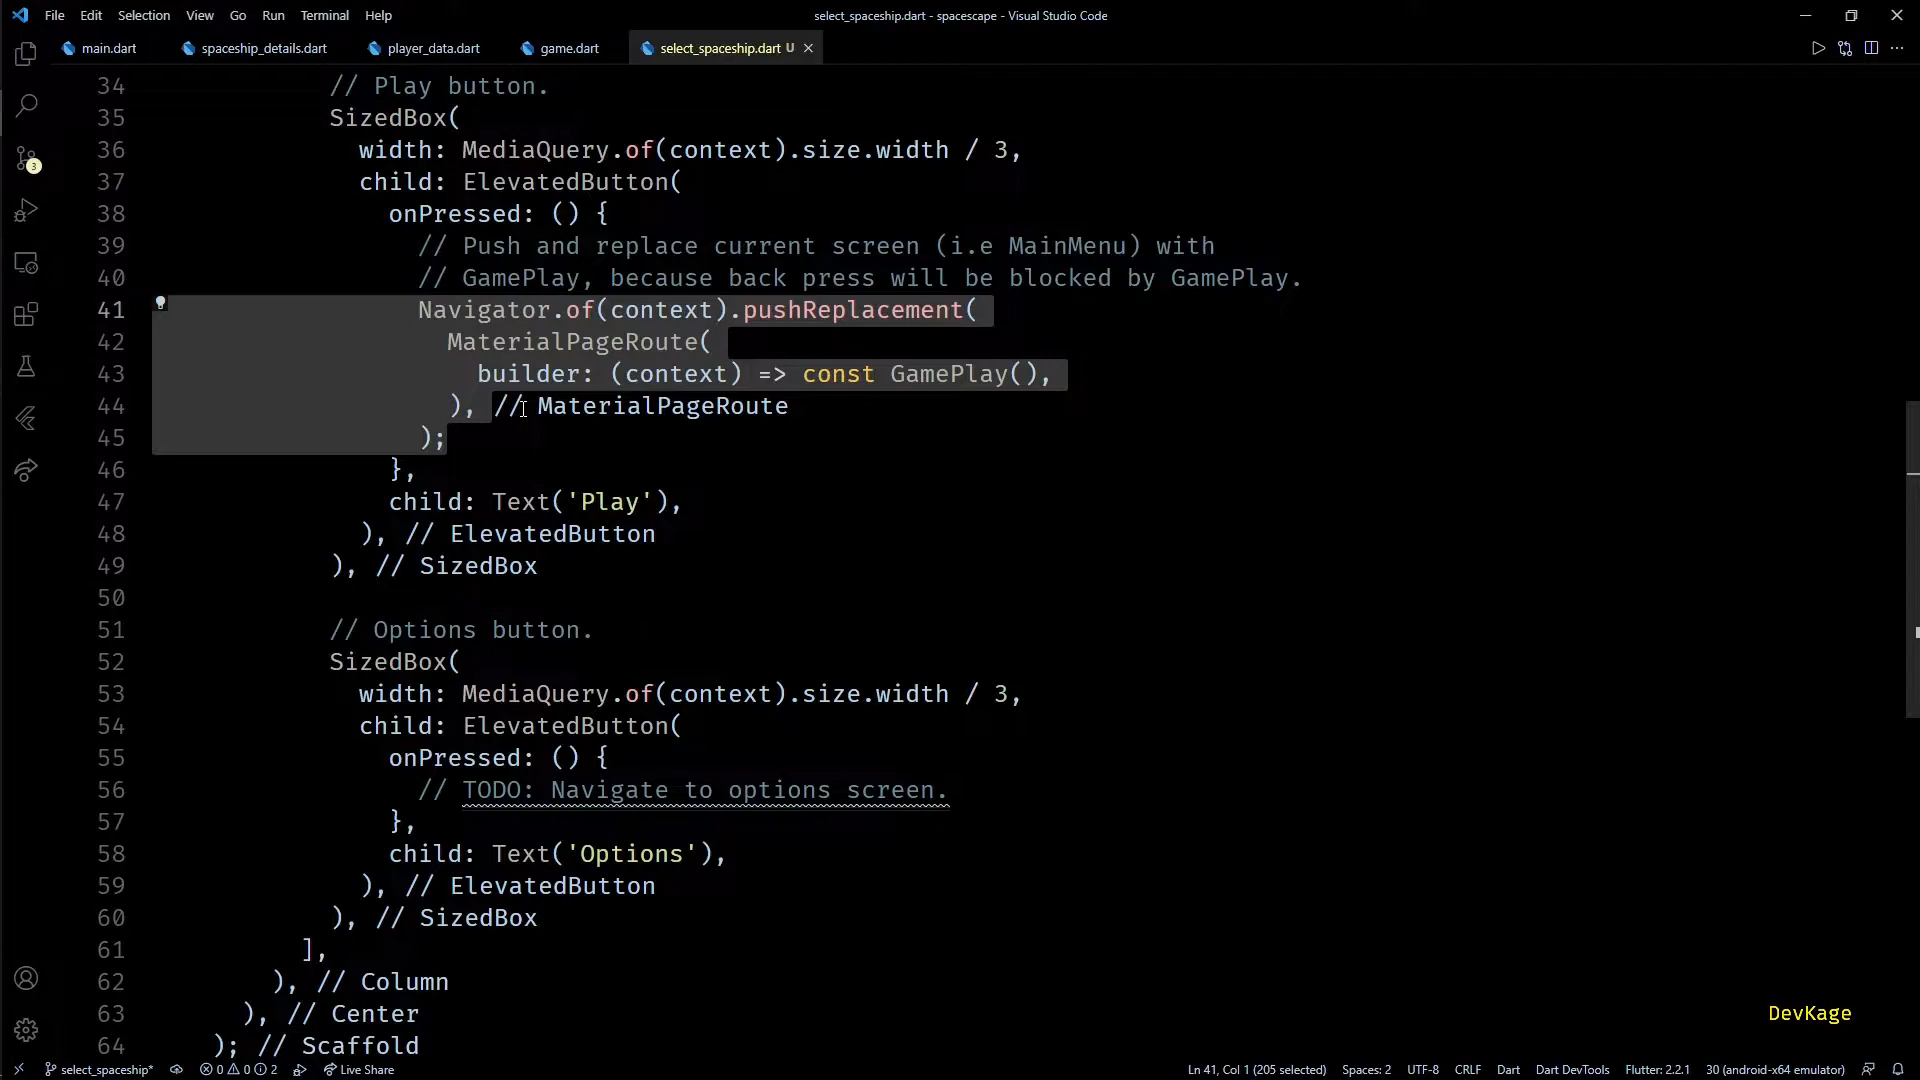 File Edit Selection View Go Run Terminal Help
select_spaceship.dart - spacescape - Visual Studio Code
main.dart spaceship_details.dart player_data.dart game.dart select_spaceship.dart U
34 // Play button.
35 SizedBox(
36 width: MediaQuery.of(context).size.width / 3,
37 child: ElevatedButton(
38 onPressed: () {
39 // Push and replace current screen (i.e MainMenu) with
40 // GamePlay, because back press will be blocked by GamePlay.
41 Navigator.of(context).pushReplacement(
42 MaterialPageRoute(
43 builder: (context) => const GamePlay(),
44 ), // MaterialPageRoute
45 );
46 },
47 child: Text('Play'),
48 ), // ElevatedButton
49 ), // SizedBox
50
51 // Options button.
52 SizedBox(
53 width: MediaQuery.of(context).size.width / 3,
54 child: ElevatedButton(
55 onPressed: () {
56 // TODO: Navigate to options screen.
57 },
58 child: Text('Options'),
59 ), // ElevatedButton
60 ), // SizedBox
61 ],
62 ), // Column
63 ), // Center
64 ); // Scaffold
3
DevKage
select_spaceship* 0 0 2 Live Share Ln 41, Col 1 (205 selected) Spaces: 2 UTF-8 CRLF Dart Dart DevTools Flutter: 2.2.1 30 (android-x64 emulator)